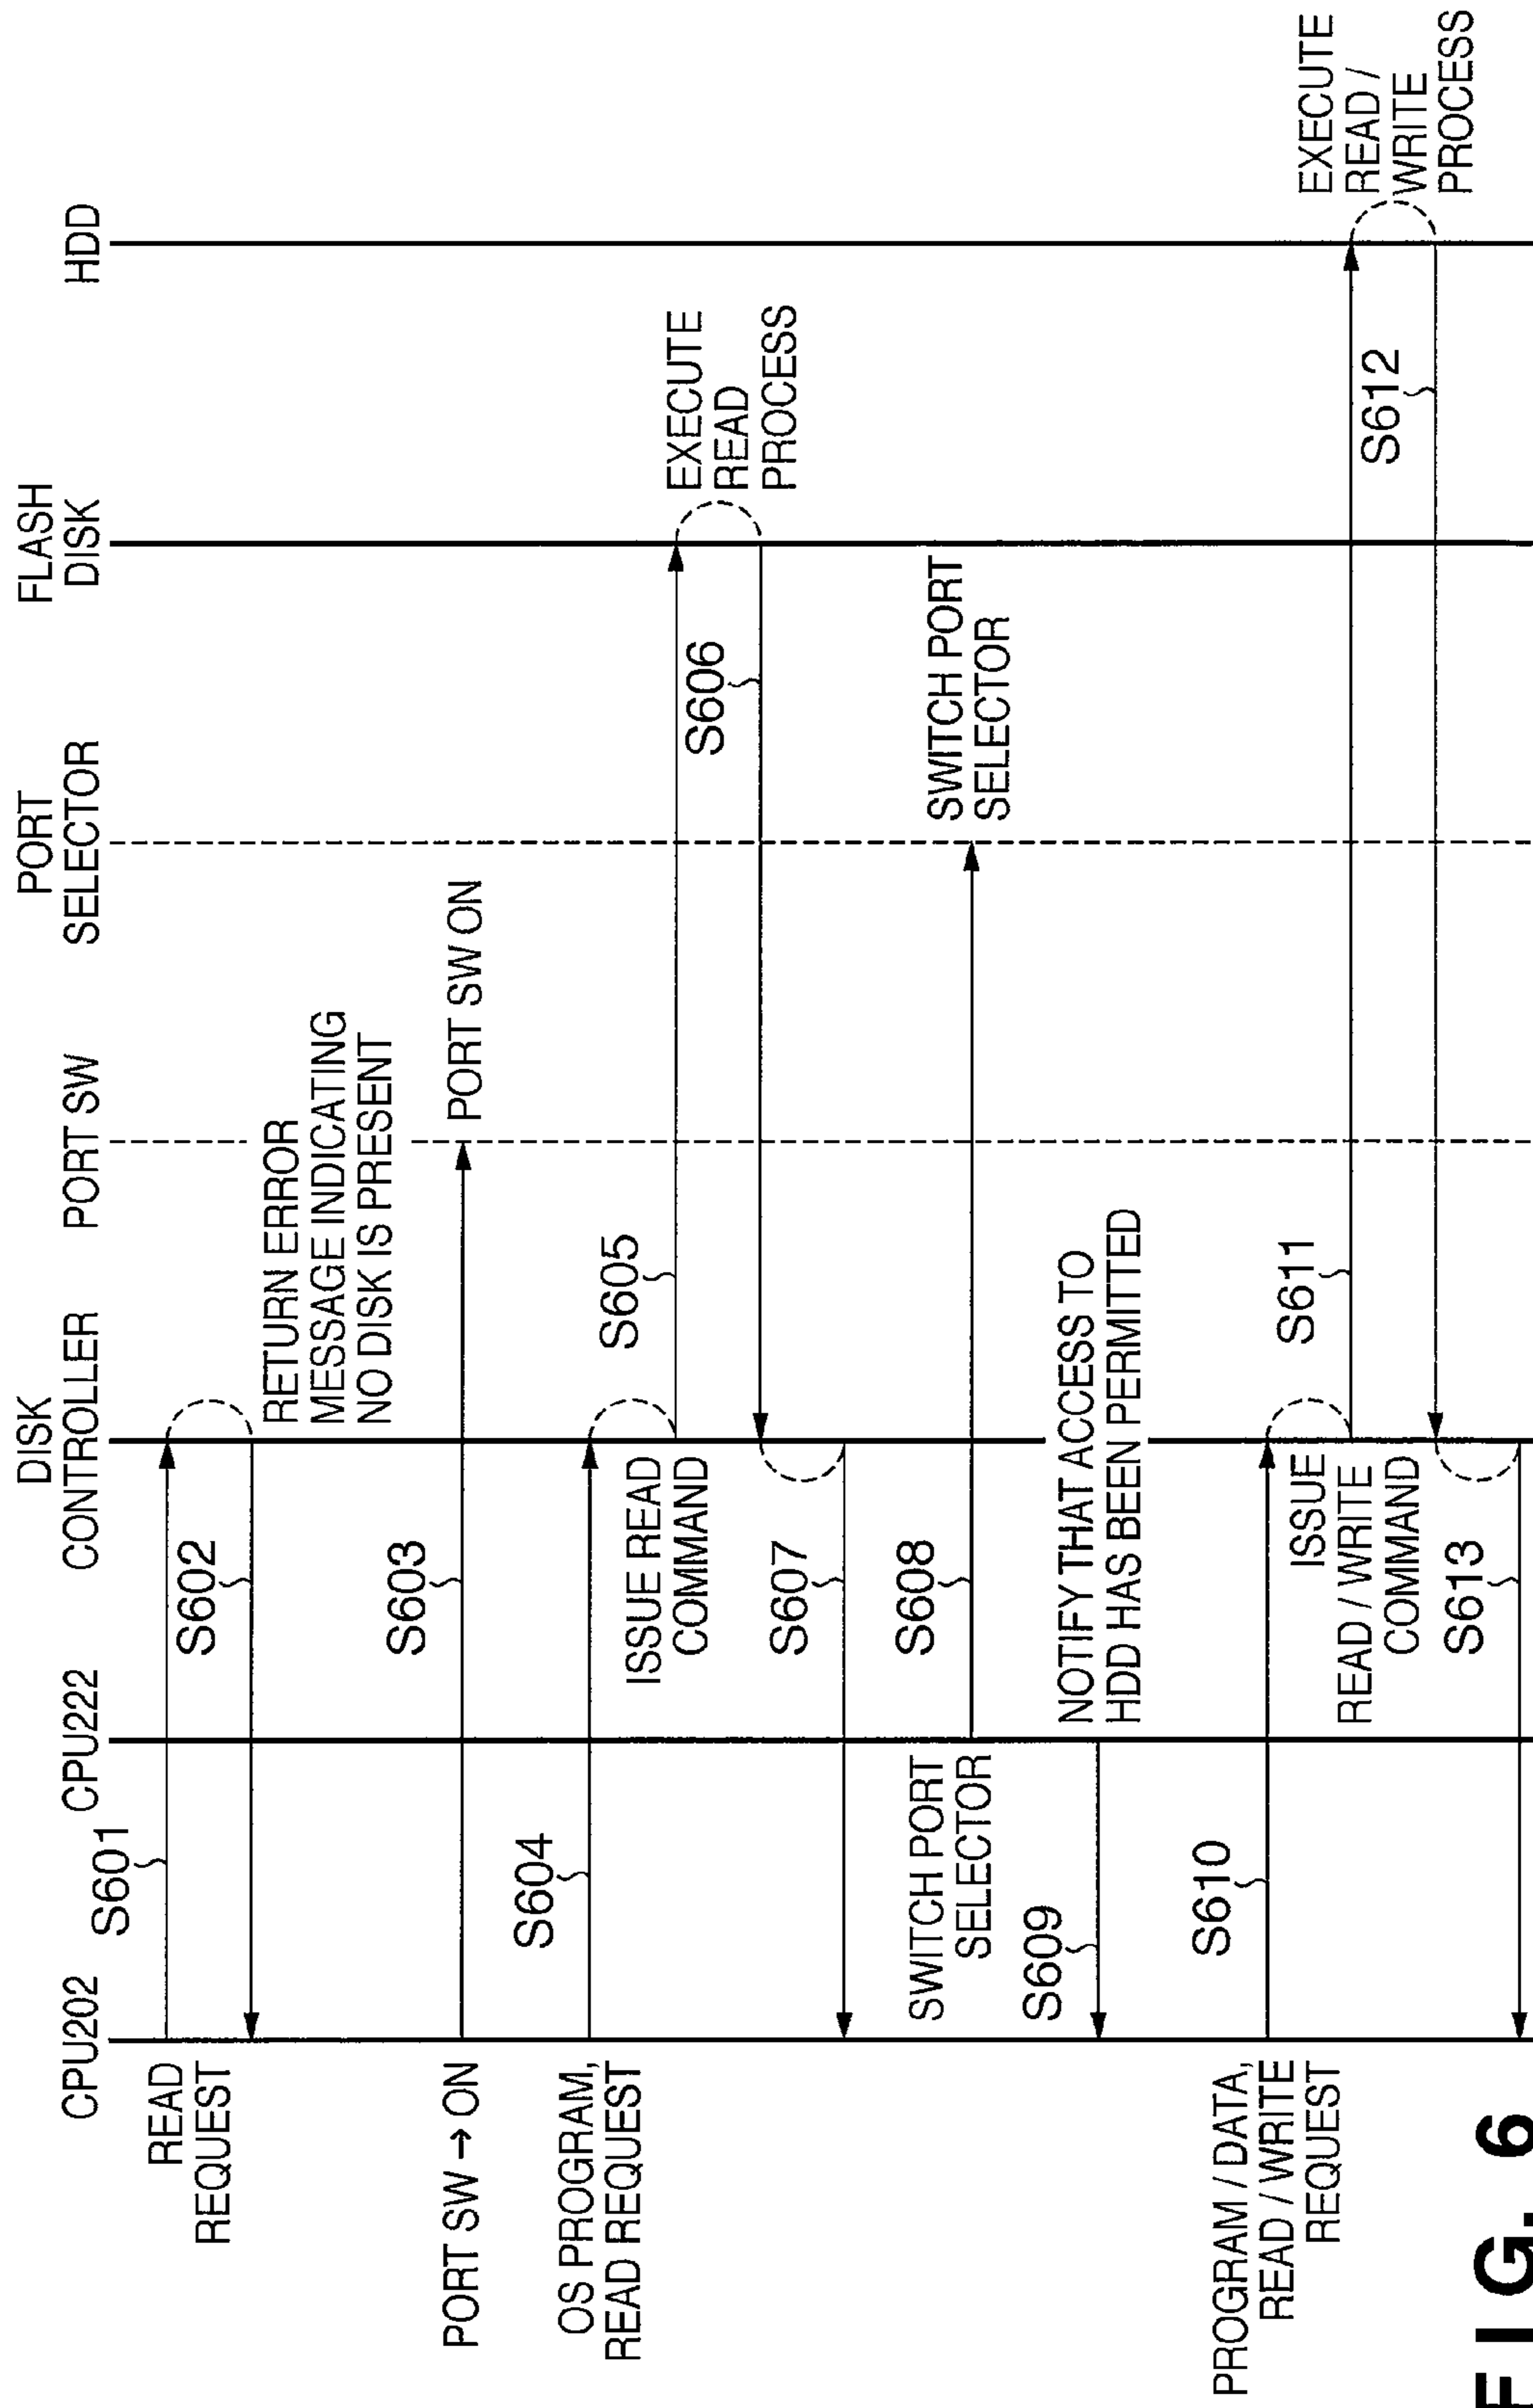 CPU202
CPU222
DISK
CONTROLLER
PORT SW
PORT
SELECTOR
FLASH
DISK
HDD
READ
REQUEST
S601
S602
RETURN ERROR
MESSAGE INDICATING
NO DISK IS PRESENT
PORT SW → ON
S603
PORT SW ON
OS PROGRAM,
READ REQUEST
S604
ISSUE READ
COMMAND
S605
EXECUTE
READ
PROCESS
S606
S607
SWITCH PORT
SELECTOR
S608
SWITCH PORT
SELECTOR
S609
NOTIFY THAT ACCESS TO
HDD HAS BEEN PERMITTED
PROGRAM / DATA,
READ / WRITE
REQUEST
S610
ISSUE
READ / WRITE
COMMAND
S611
EXECUTE
READ /
WRITE
PROCESS
S612
S613
FIG. 6